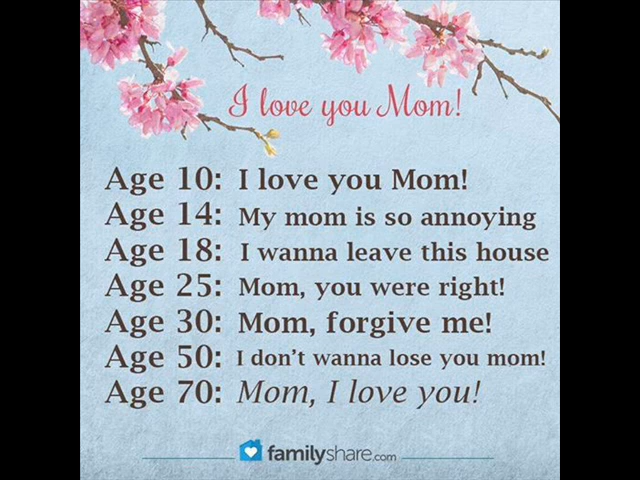 I love you Mom!
Age 10: I love you Mom!
Age 14: My mom is so annoying
Age 18: I wanna leave this house
Age 25: Mom, you were right!
Age 30: Mom, forgive me!
Age 50: I don't wanna lose you mom!
Age 70: Mom, I love you!
familyshare.com